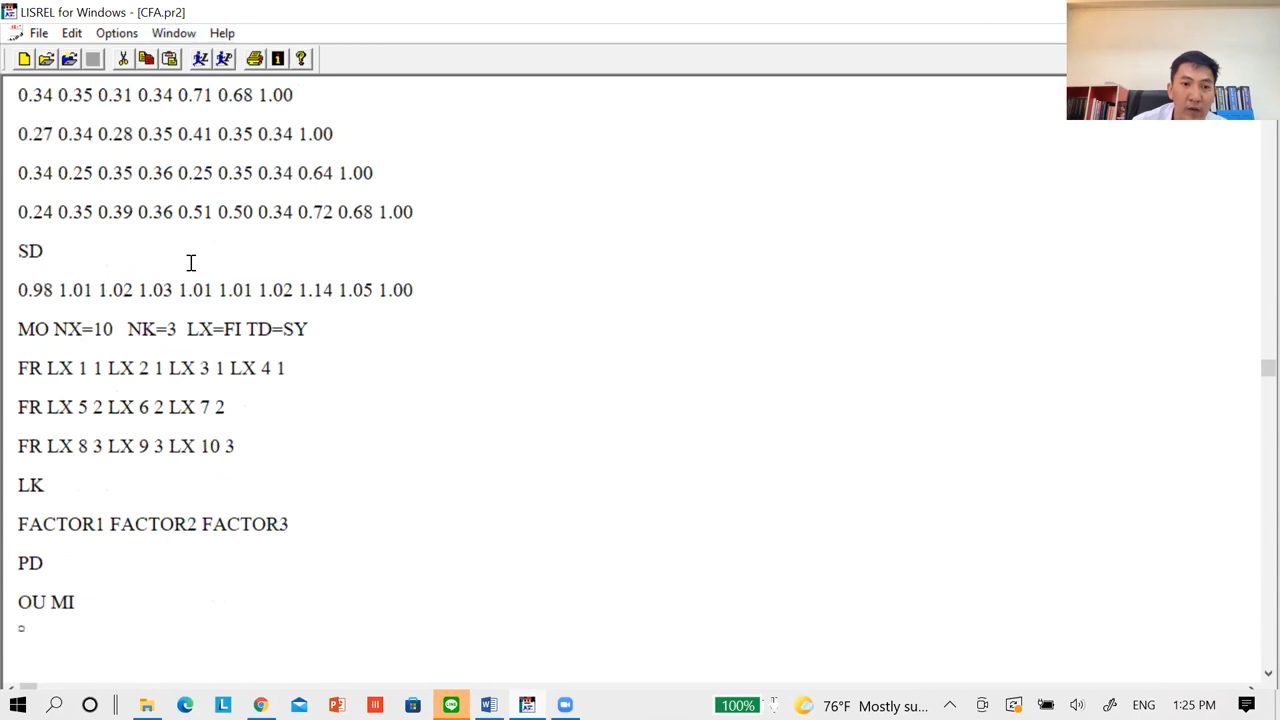 LISREL for Windows - [CFA.pr2]
File Edit Options Window Help
0.34 0.35 0.31 0.34 0.71 0.68 1.00
0.27 0.34 0.28 0.35 0.41 0.35 0.34 1.00
0.34 0.25 0.35 0.36 0.25 0.35 0.34 0.64 1.00
0.24 0.35 0.39 0.36 0.51 0.50 0.34 0.72 0.68 1.00
SD
0.98 1.01 1.02 1.03 1.01 1.01 1.02 1.14 1.05 1.00
MO NX=10 NK=3 LX=FI TD=SY
FR LX 1 1 LX 2 1 LX 3 1 LX 4 1
FR LX 5 2 LX 6 2 LX 7 2
FR LX 8 3 LX 9 3 LX 10 3
LK
FACTOR1 FACTOR2 FACTOR3
PD
OU MI
100% 76°F Mostly su... ENG 1:25 PM